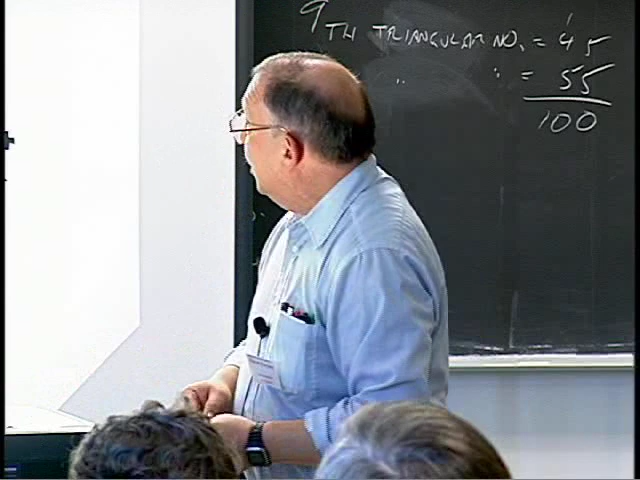 9TH TRIANGULAR NO. = 45
" " = 55
100